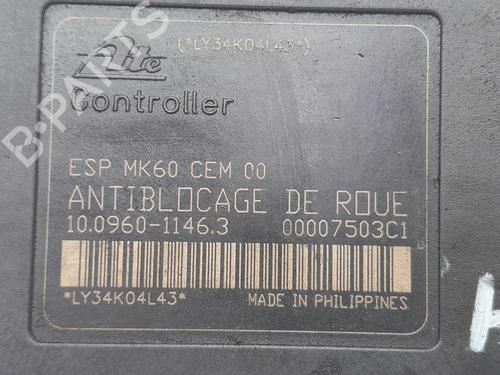 (*LY34K04L43*)
Ate
Controller
ESP MK60 CEM 00
ANTIBLOCAGE DE ROUE
10.0960-1146.3 00007503C1
*LY34K04L43* MADE IN PHILIPPINES
B-PARTS